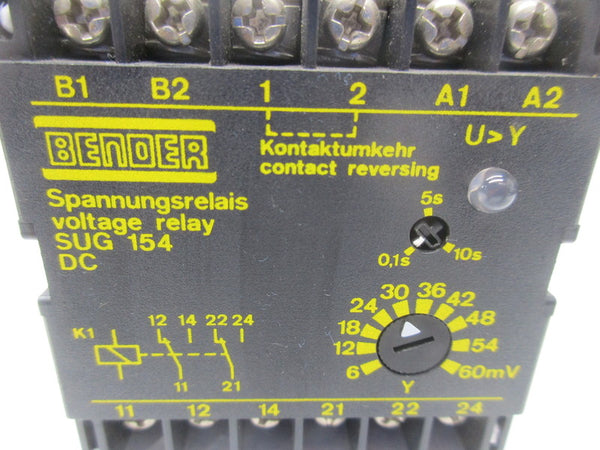 B1 B2 1 2 A1 A2
BENDER
Kontaktumkehr
contact reversing
U>Y
Spannungsrelais
voltage relay
SUG 154
DC
5s
0,1s 10s
K1
12 14 22 24
11 21
6 12 18 24 30 36 42 48 54 60mV
Y
11 12 14 21 22 24